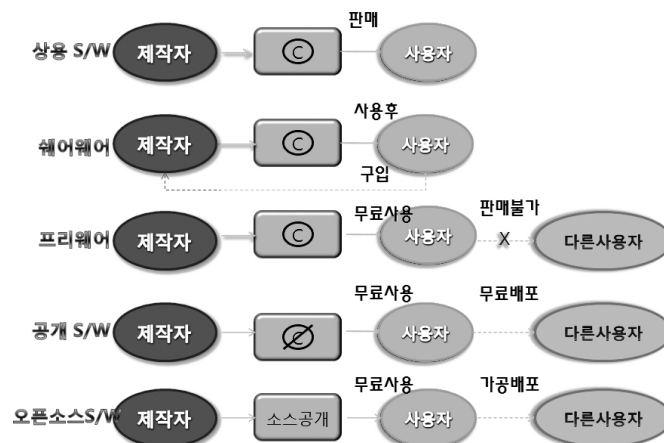 판매
상용 S/W 제작자 ⓒ 사용자
사용후
쉐어웨어 제작자 ⓒ 사용자
구입
무료사용 판매불가
프리웨어 제작자 ⓒ 사용자 X 다른사용자
무료사용 무료배포
공개 S/W 제작자 ⓒ 사용자 다른사용자
무료사용 가공배포
오픈소스S/W 제작자 소스공개 사용자 다른사용자